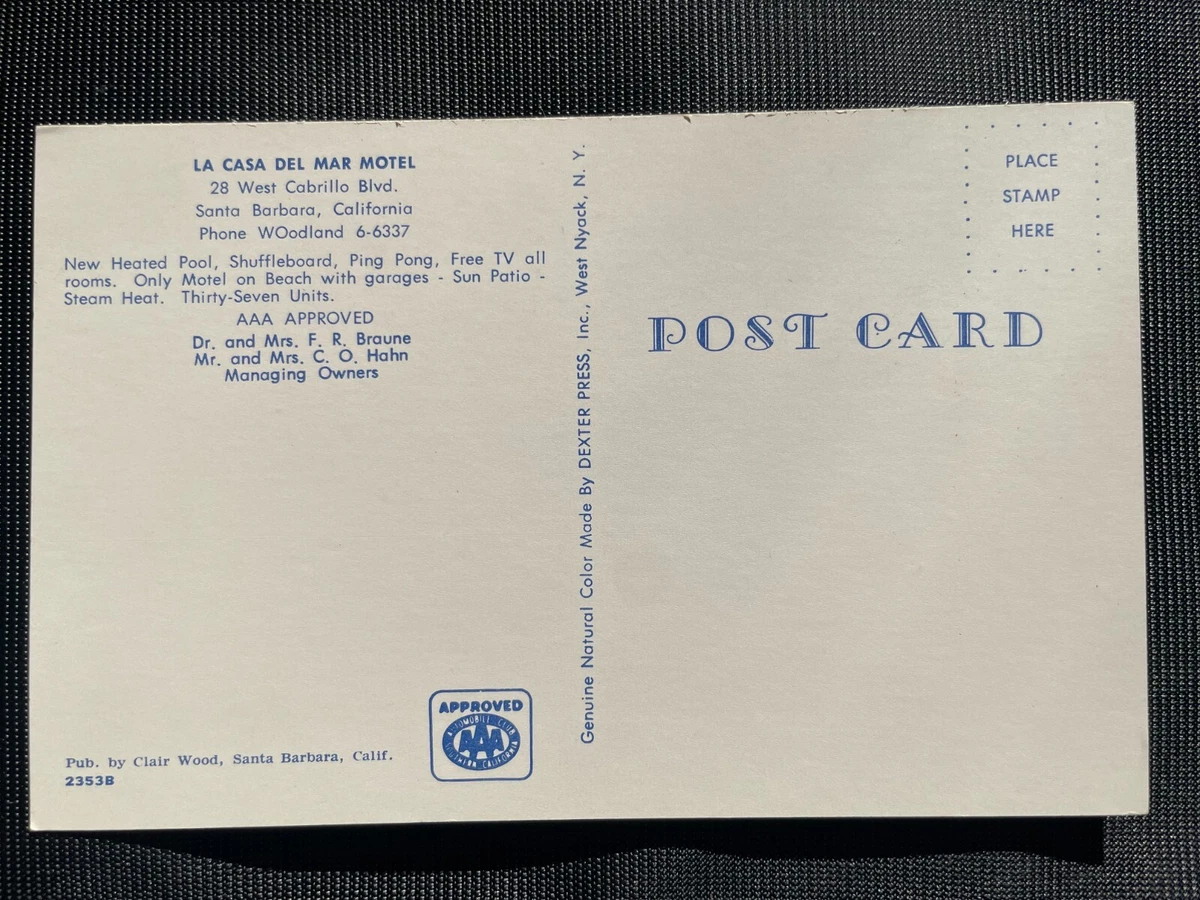 LA CASA DEL MAR MOTEL
28 West Cabrillo Blvd.
Santa Barbara, California
Phone WOodland 6-6337
New Heated Pool, Shuffleboard, Ping Pong, Free TV all
rooms. Only Motel on Beach with garages - Sun Patio -
Steam Heat. Thirty-Seven Units.
AAA APPROVED
Dr. and Mrs. F. R. Braune
Mr. and Mrs. C. O. Hahn
Managing Owners
APPROVED
AUTOMOBILE CLUB
AAA
SOUTHERN CALIFORNIA
Pub. by Clair Wood, Santa Barbara, Calif.
2353B
Genuine Natural Color Made By DEXTER PRESS, Inc., West Nyack, N. Y.
PLACE
STAMP
HERE
POST CARD